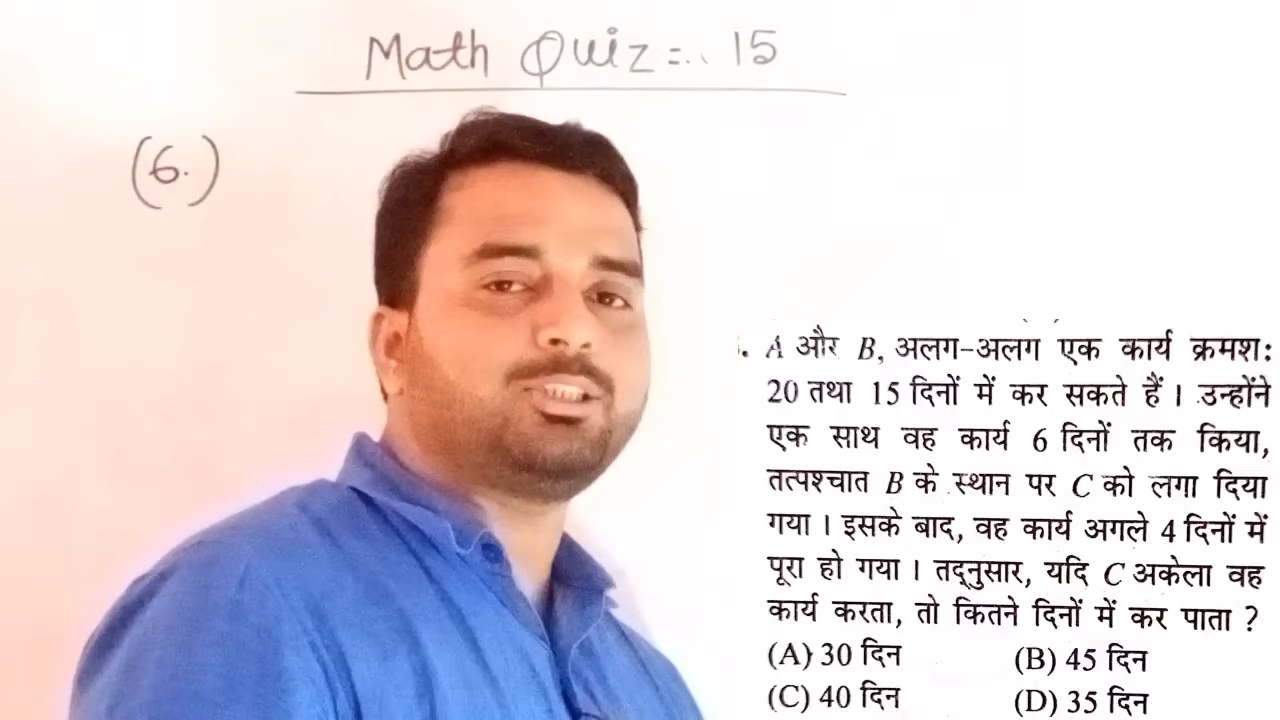 Math Quiz=.. 15
(6.)
. A और B, अलग-अलग एक कार्य क्रमश:
20 तथा 15 दिनों में कर सकते हैं । उन्होंने
एक साथ वह कार्य 6 दिनों तक किया,
तत्पश्चात B के स्थान पर C को लगा दिया
गया । इसके बाद, वह कार्य अगले 4 दिनों में
पूरा हो गया । तद्नुसार, यदि C अकेला वह
कार्य करता, तो कितने दिनों में कर पाता ?
(A) 30 दिन (B) 45 दिन
(C) 40 दिन (D) 35 दिन